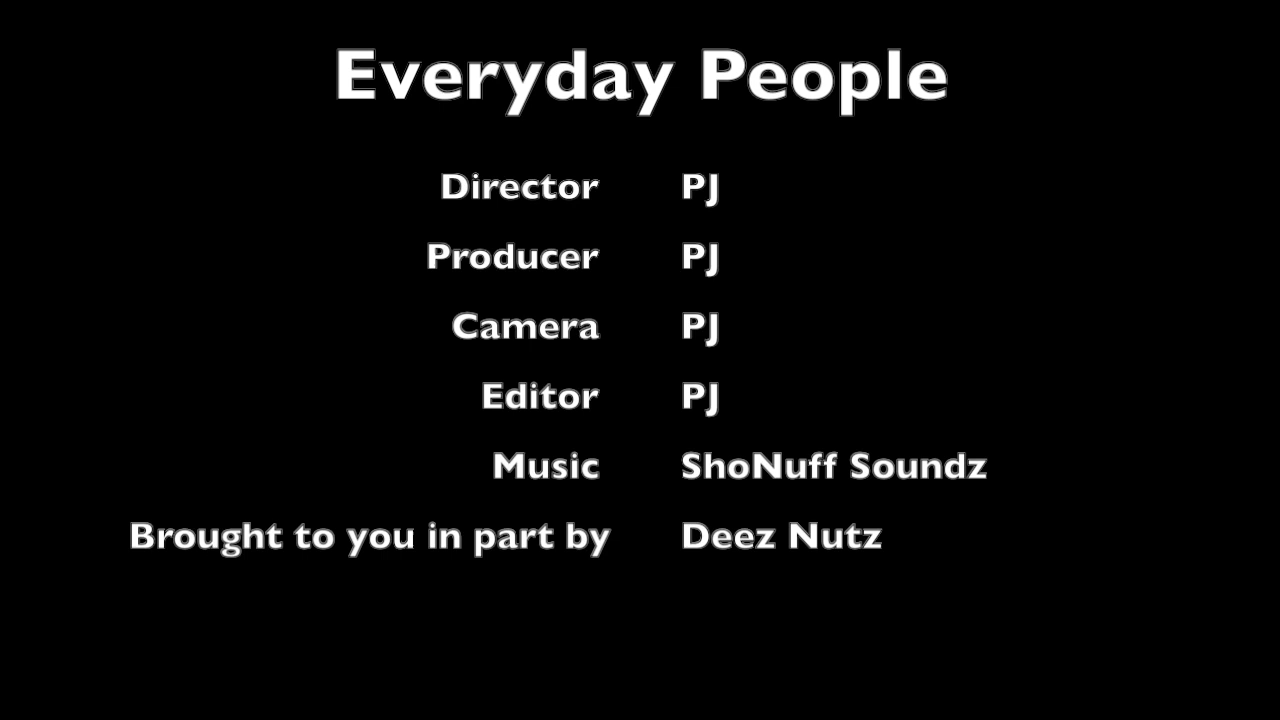 Everyday People
Director PJ
Producer PJ
Camera PJ
Editor PJ
Music ShoNuff Soundz
Brought to you in part by Deez Nutz